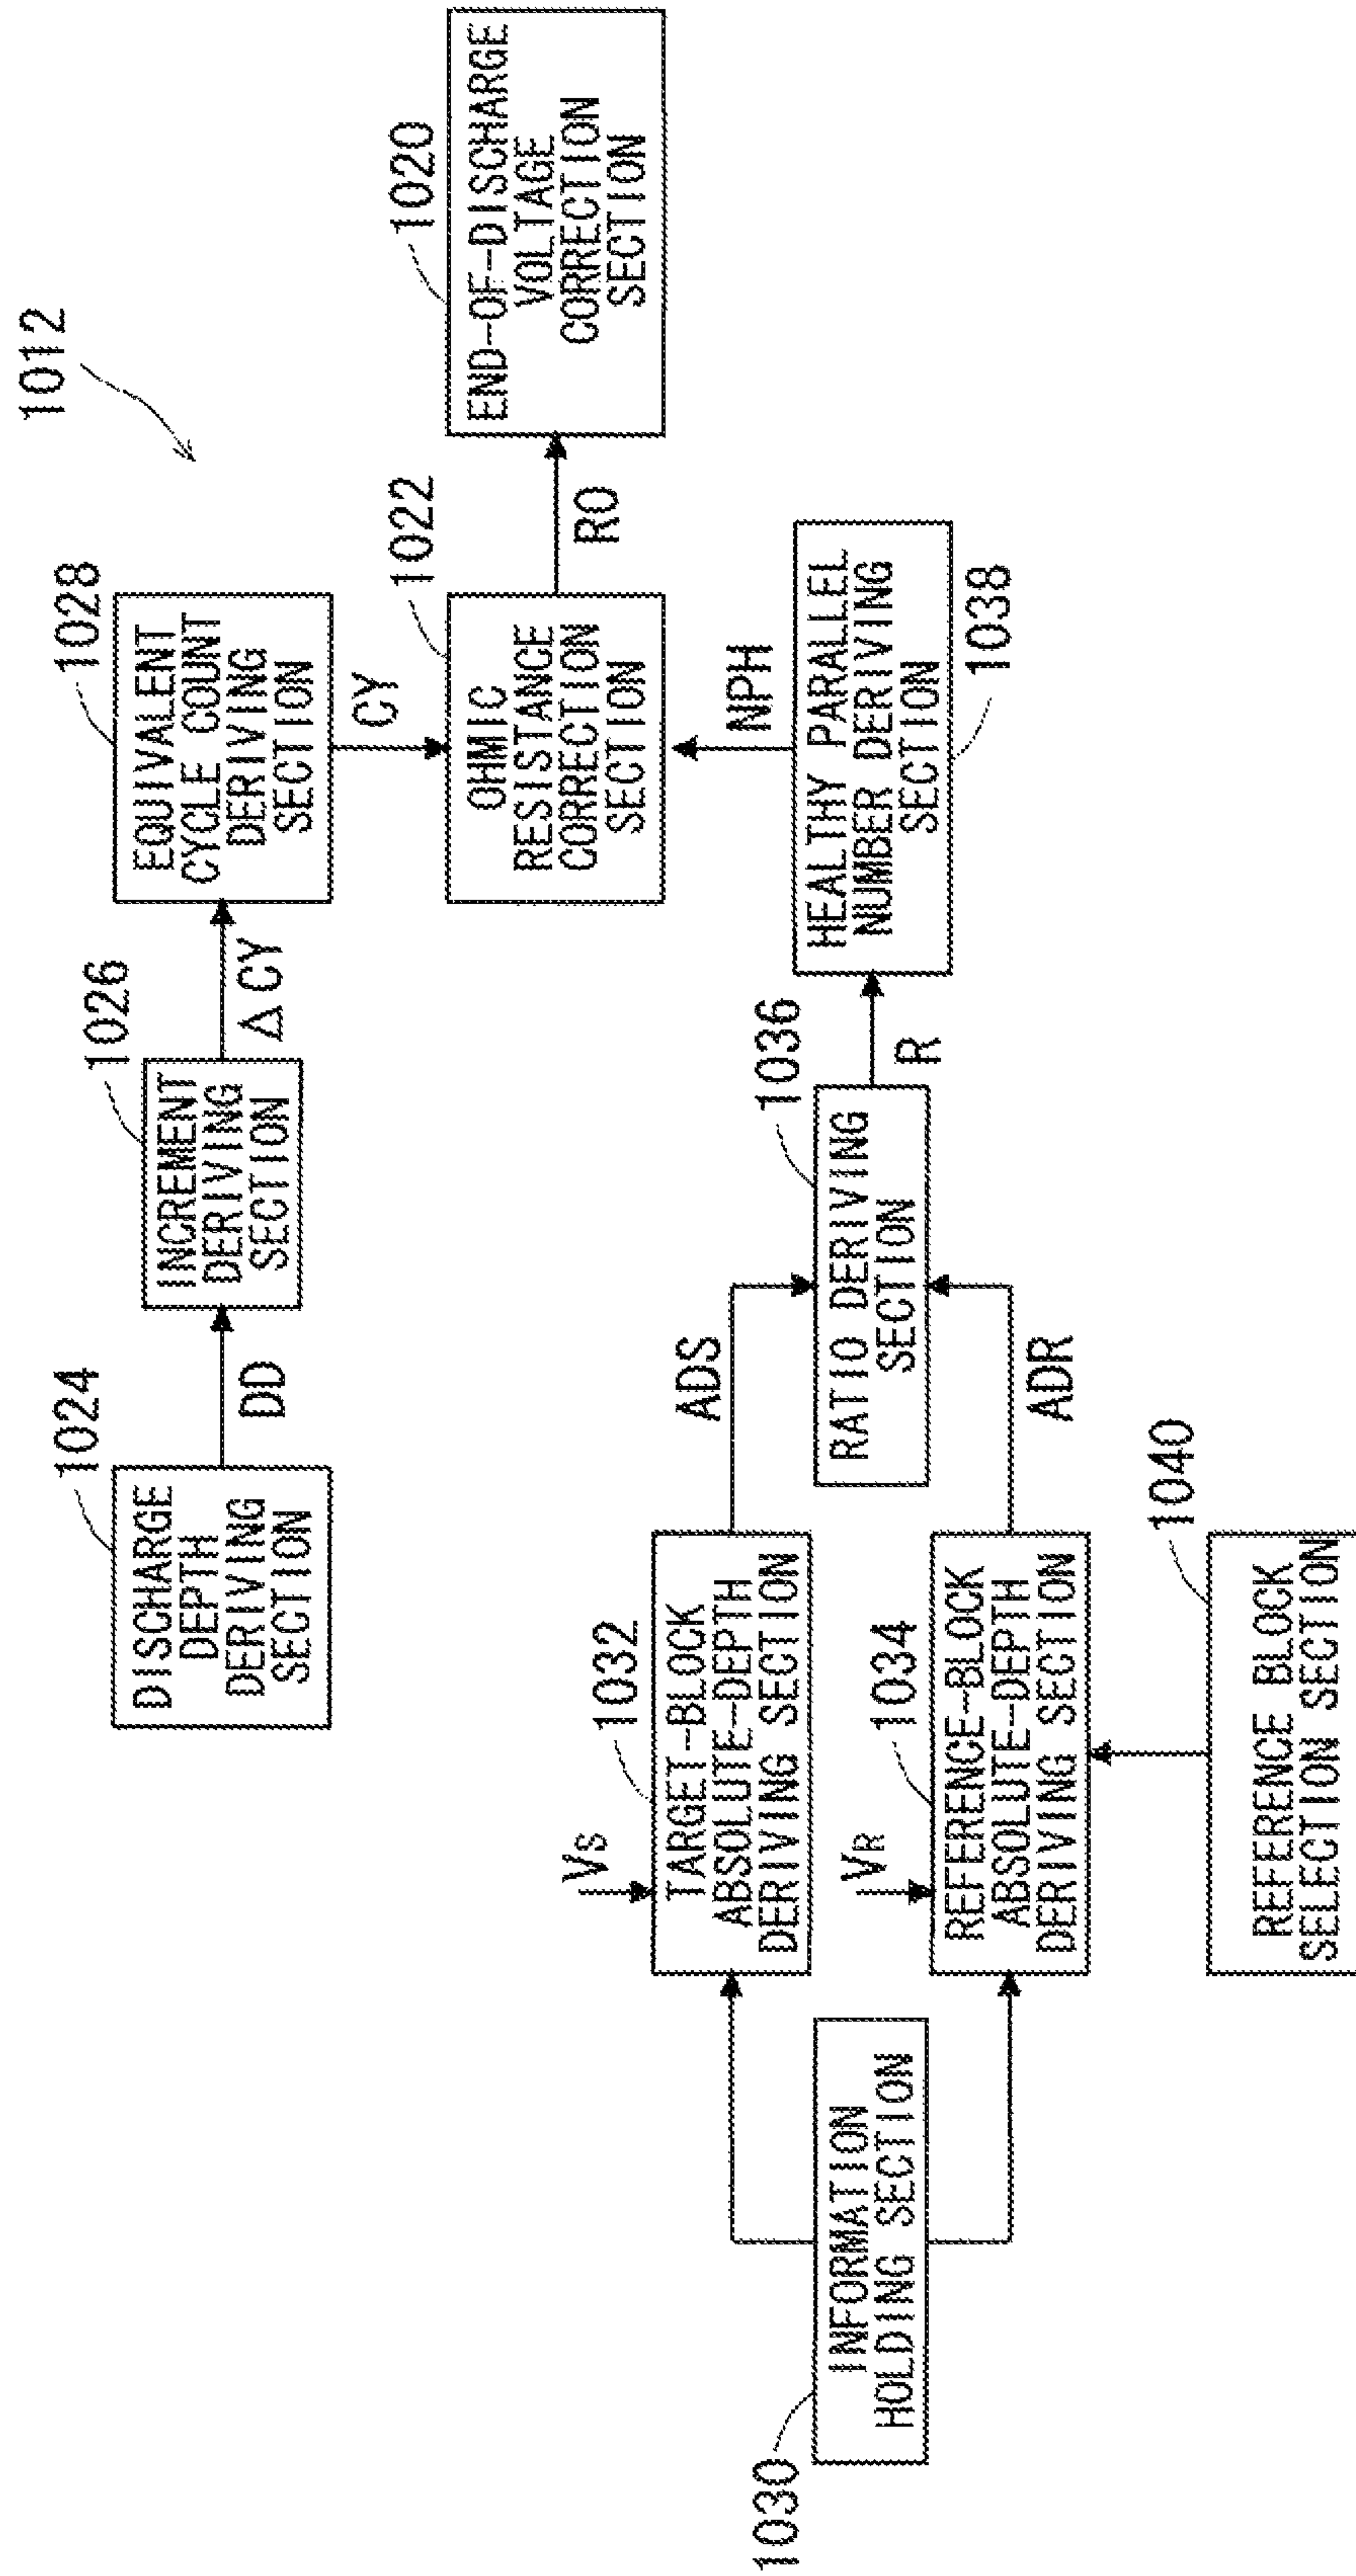 1012
1024
DISCHARGE
DEPTH
DERIVING
SECTION
DD
1026
INCREMENT
DERIVING
SECTION
ΔCY
1028
EQUIVALENT
CYCLE COUNT
DERIVING
SECTION
CY
1022
OHMIC
RESISTANCE
CORRECTION
SECTION
RO
1020
END-OF-DISCHARGE
VOLTAGE
CORRECTION
SECTION
NPH
1030
INFORMATION
HOLDING SECTION
VS
1032
TARGET-BLOCK
ABSOLUTE-DEPTH
DERIVING SECTION
ADS
VR
1034
REFERENCE-BLOCK
ABSOLUTE-DEPTH
DERIVING SECTION
ADR
1036
RATIO DERIVING
SECTION
R
HEALTHY PARALLEL
NUMBER DERIVING
SECTION
1038
1040
REFERENCE BLOCK
SELECTION SECTION